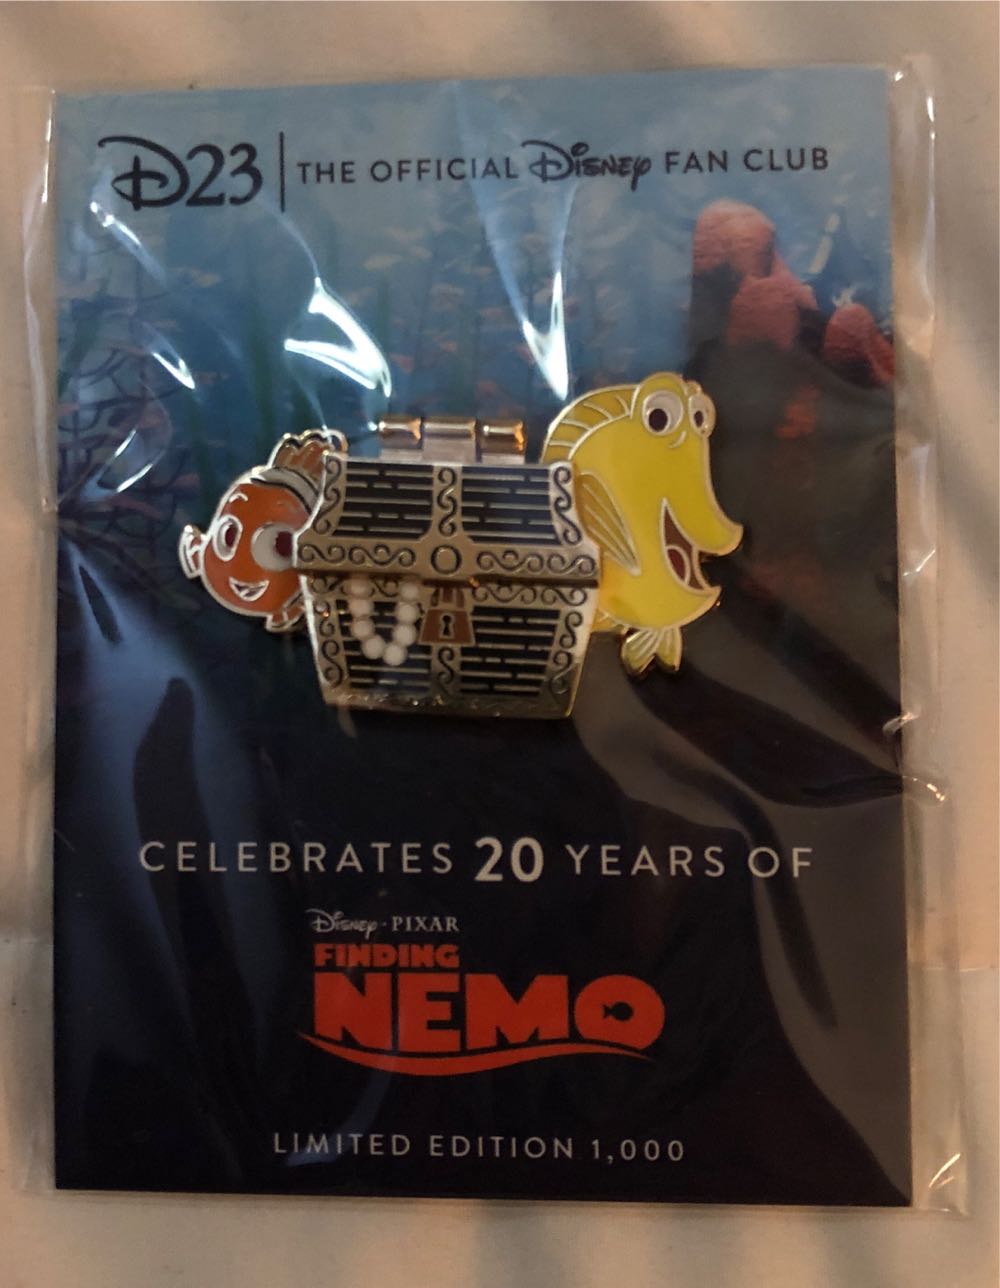 D23 | THE OFFICIAL Disney FAN CLUB
CELEBRATES 20 YEARS OF
Disney · PIXAR
FINDING
NEMO
LIMITED EDITION 1,000